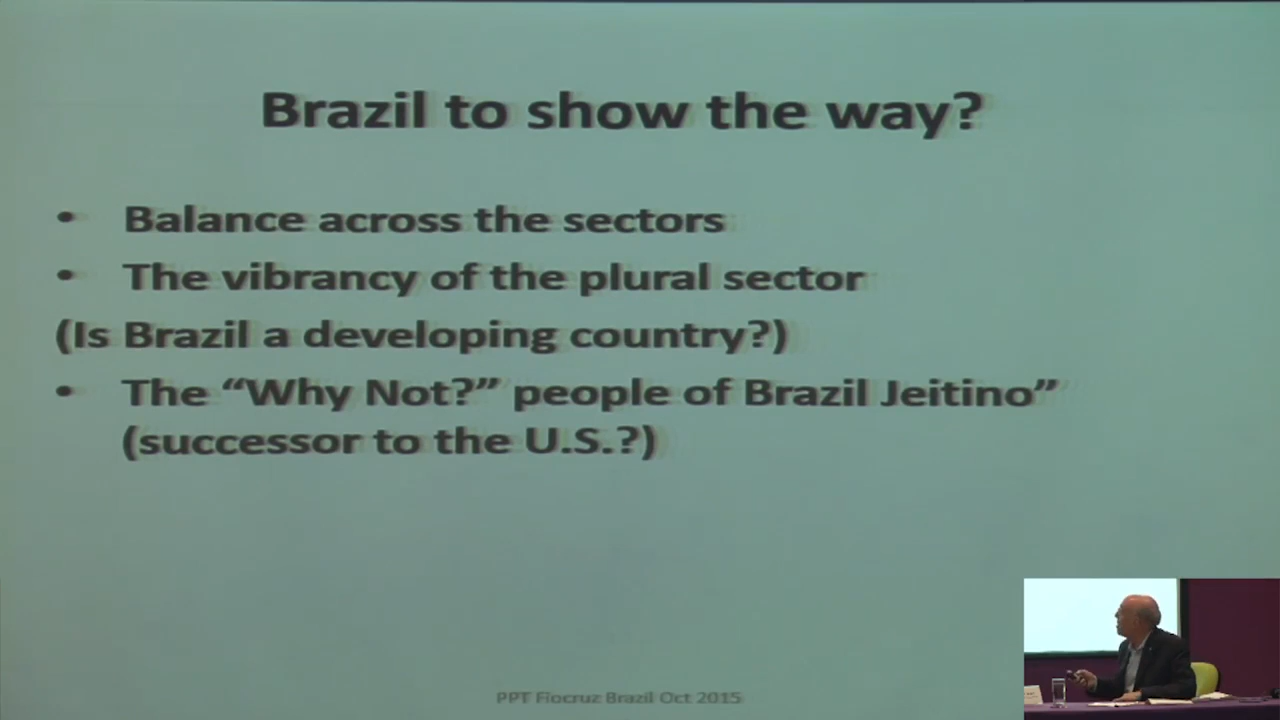 Brazil to show the way?
• Balance across the sectors
• The vibrancy of the plural sector
(Is Brazil a developing country?)
• The “Why Not?” people of Brazil Jeitino”
(successor to the U.S.?)
PPT Fiocruz Brazil Oct 2015